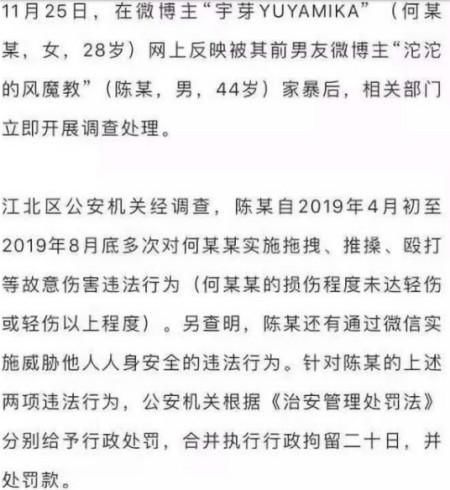 11月25日，在微博主“宇芽YUYAMIKA”（何某
某，女，28岁）网上反映被其前男友微博主“沱沱
的风魔教”（陈某，男，44岁）家暴后，相关部门
立即开展调查处理。
江北区公安机关经调查，陈某自2019年4月初至
2019年8月底多次对何某某实施拖拽、推搡、殴打
等故意伤害违法行为（何某某的损伤程度未达轻伤
或轻伤以上程度）。另查明，陈某还有通过微信实
施威胁他人人身安全的违法行为。针对陈某的上述
两项违法行为，公安机关根据《治安管理处罚法》
分别给予行政处罚，合并执行行政拘留二十日，并
处罚款。